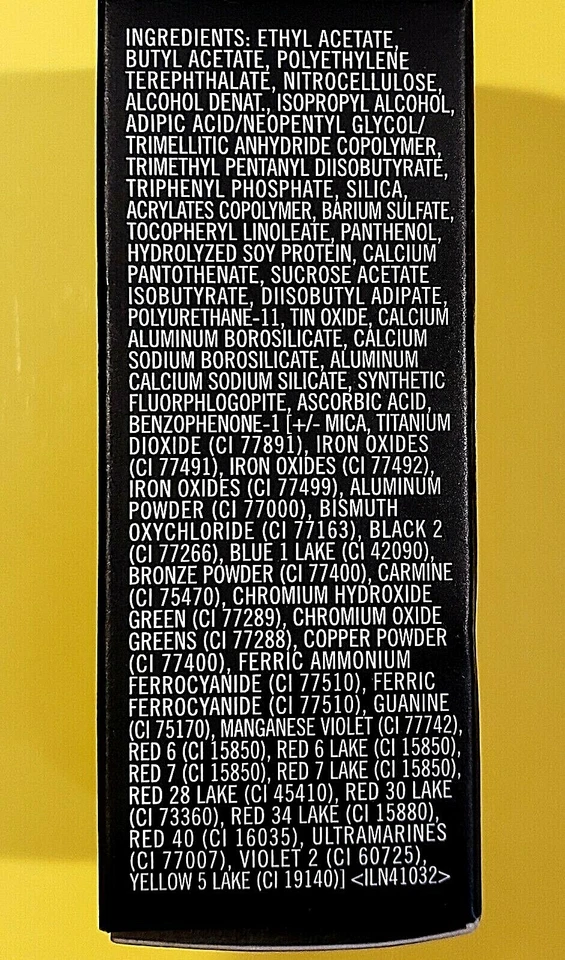 INGREDIENTS: ETHYL ACETATE,
BUTYL ACETATE, POLYETHYLENE
TEREPHTHALATE, NITROCELLULOSE,
ALCOHOL DENAT., ISOPROPYL ALCOHOL,
ADIPIC ACID/NEOPENTYL GLYCOL/
TRIMELLITIC ANHYDRIDE COPOLYMER,
TRIMETHYL PENTANYL DIISOBUTYRATE,
TRIPHENYL PHOSPHATE, SILICA,
ACRYLATES COPOLYMER, BARIUM SULFATE,
TOCOPHERYL LINOLEATE, PANTHENOL,
HYDROLYZED SOY PROTEIN, CALCIUM
PANTOTHENATE, SUCROSE ACETATE
ISOBUTYRATE, DIISOBUTYL ADIPATE,
POLYURETHANE-11, TIN OXIDE, CALCIUM
ALUMINUM BOROSILICATE, CALCIUM
SODIUM BOROSILICATE, ALUMINUM
CALCIUM SODIUM SILICATE, SYNTHETIC
FLUORPHLOGOPITE, ASCORBIC ACID,
BENZOPHENONE-1 [+/- MICA, TITANIUM
DIOXIDE (CI 77891), IRON OXIDES
(CI 77491), IRON OXIDES (CI 77492),
IRON OXIDES (CI 77499), ALUMINUM
POWDER (CI 77000), BISMUTH
OXYCHLORIDE (CI 77163), BLACK 2
(CI 77266), BLUE 1 LAKE (CI 42090),
BRONZE POWDER (CI 77400), CARMINE
(CI 75470), CHROMIUM HYDROXIDE
GREEN (CI 77289), CHROMIUM OXIDE
GREENS (CI 77288), COPPER POWDER
(CI 77400), FERRIC AMMONIUM
FERROCYANIDE (CI 77510), FERRIC
FERROCYANIDE (CI 77510), GUANINE
(CI 75170), MANGANESE VIOLET (CI 77742),
RED 6 (CI 15850), RED 6 LAKE (CI 15850),
RED 7 (CI 15850), RED 7 LAKE (CI 15850),
RED 28 LAKE (CI 45410), RED 30 LAKE
(CI 73360), RED 34 LAKE (CI 15880),
RED 40 (CI 16035), ULTRAMARINES
(CI 77007), VIOLET 2 (CI 60725),
YELLOW 5 LAKE (CI 19140)] <ILN41032>